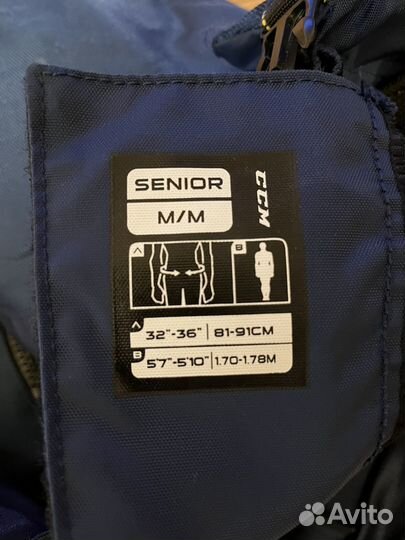 SENIOR
M/M
CCM
A
B
A 32"-36" 81-91CM
B 5'7"-5'10" 1.70-1.78M
Avito